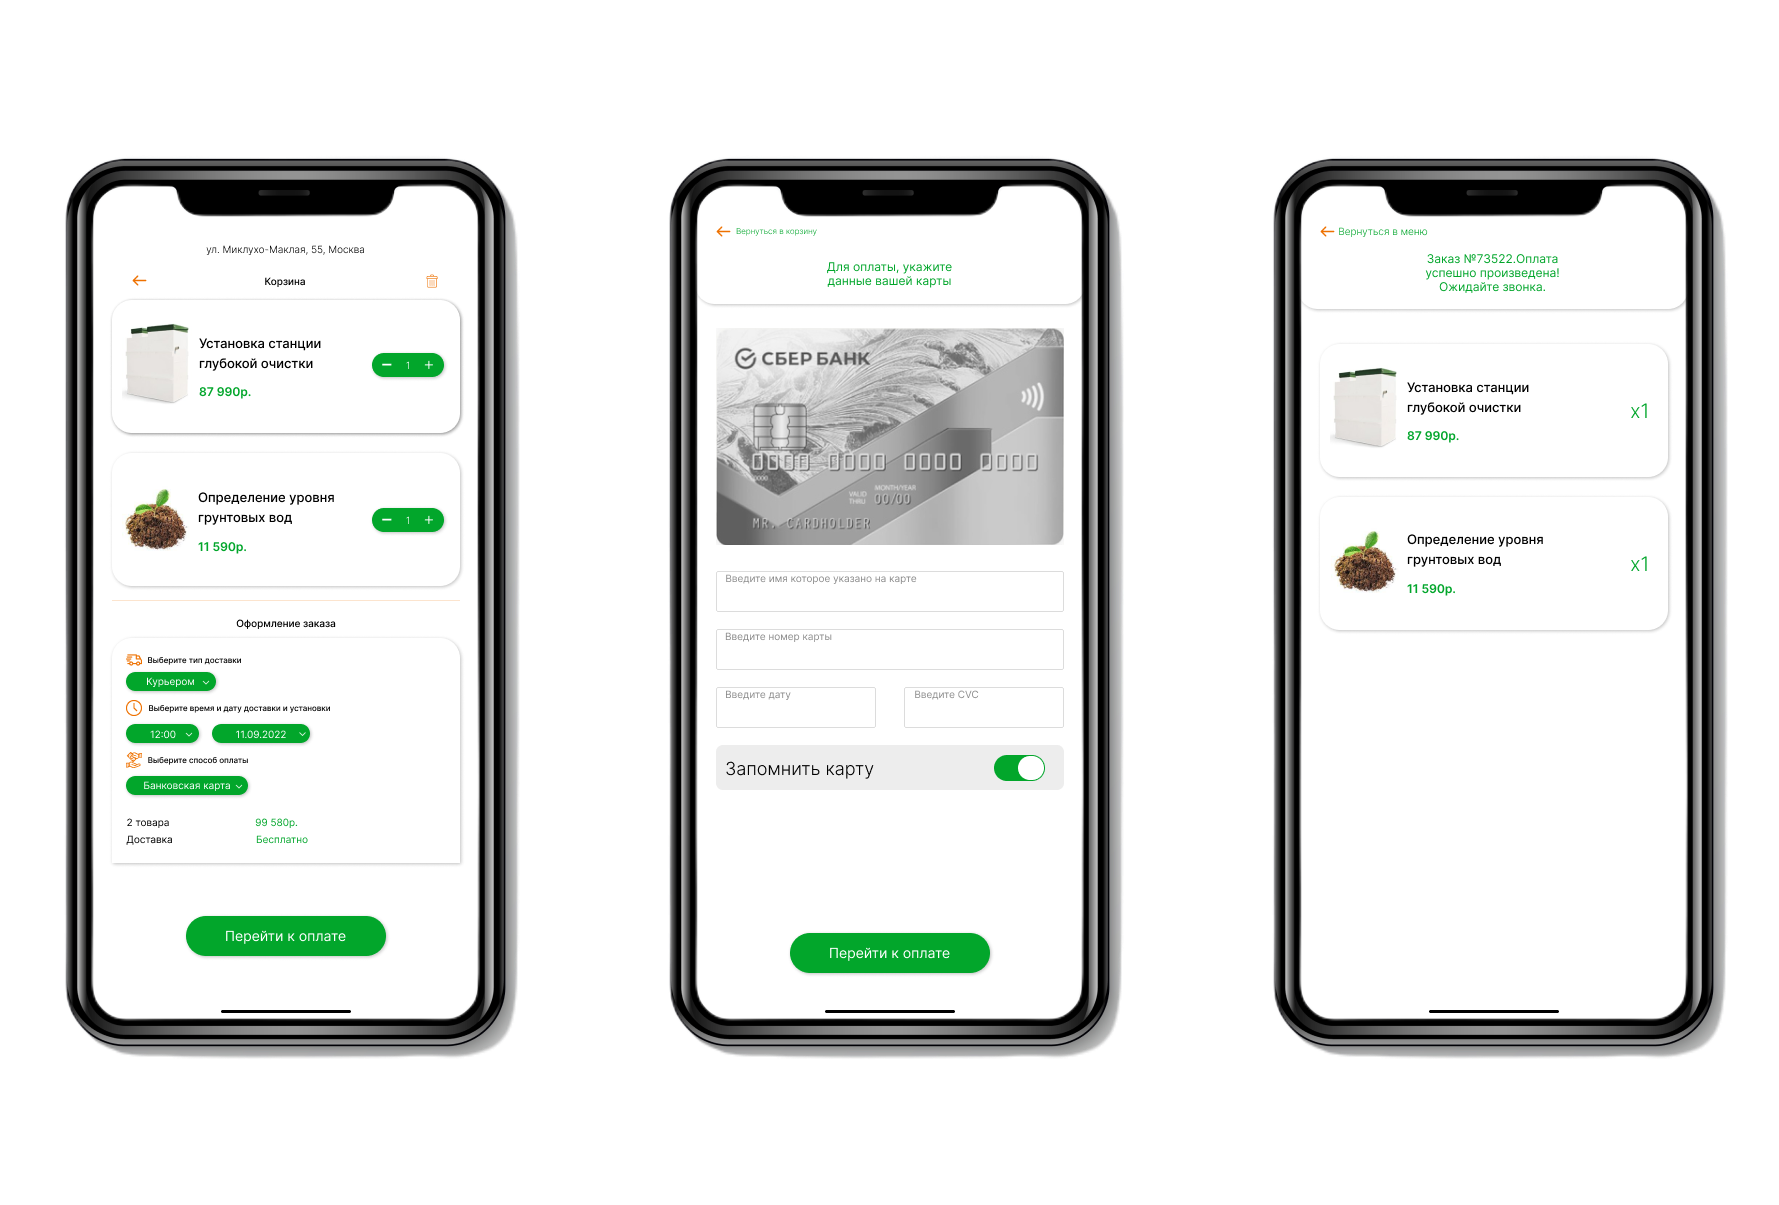 ул. Миклухо-Маклая, 55, Москва
Корзина
Установка станции
глубокой очистки
87 990р.
1
Определение уровня
грунтовых вод
11 590р.
1
Оформление заказа
Выберите тип доставки
Курьером
Выберите время и дату доставки и установки
12:00
11.09.2022
Выберите способ оплаты
Банковская карта
2 товара 99 580р.
Доставка Бесплатно
Перейти к оплате
Вернуться в корзину
Для оплаты, укажите
данные вашей карты
СБЕР БАНК
0000 0000 0000 0000
0000
VALID THRU MONTH/YEAR 00/00
MR. CARDHOLDER
Введите имя которое указано на карте
Введите номер карты
Введите дату
Введите CVC
Запомнить карту
Перейти к оплате
Вернуться в меню
Заказ №73522.Оплата
успешно произведена!
Ожидайте звонка.
Установка станции
глубокой очистки
87 990р.
x1
Определение уровня
грунтовых вод
11 590р.
x1